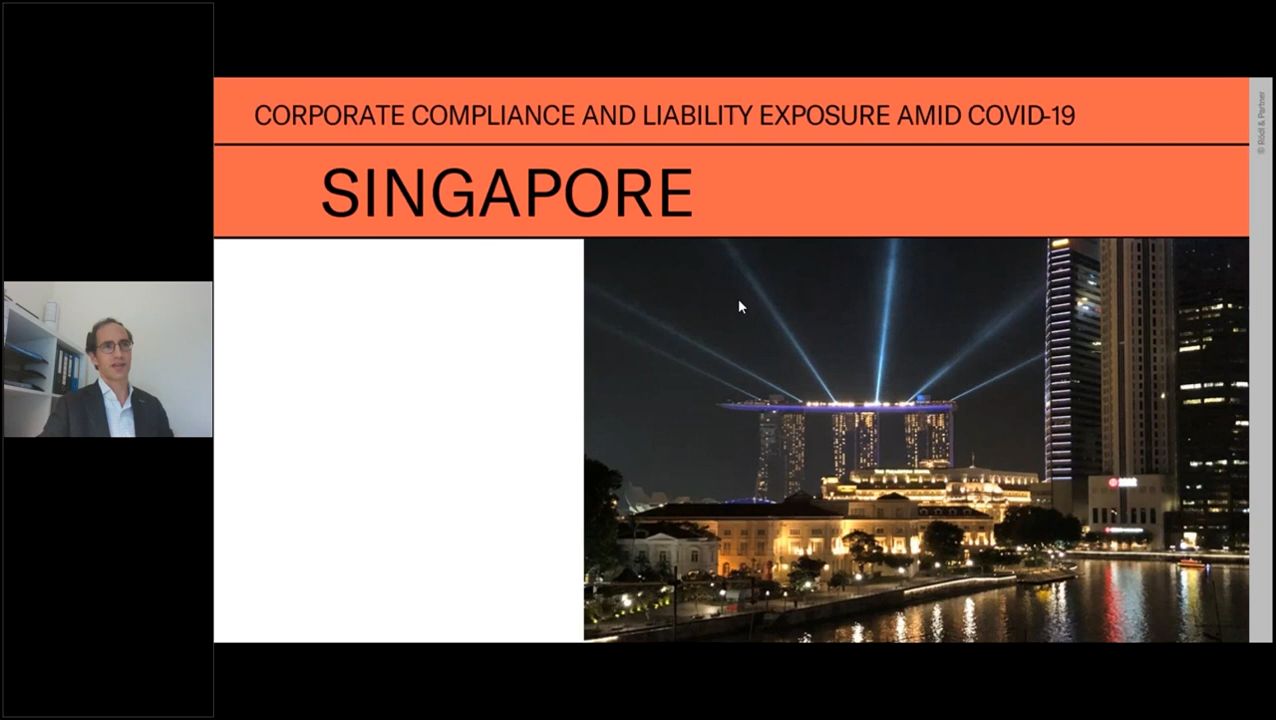 CORPORATE COMPLIANCE AND LIABILITY EXPOSURE AMID COVID-19
SINGAPORE
© Rödl & Partner